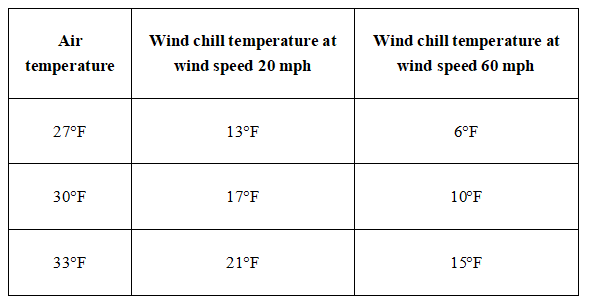 Air
temperature
Wind chill temperature at
wind speed 20 mph
Wind chill temperature at
wind speed 60 mph
27°F
13°F
6°F
30°F
17°F
10°F
33°F
21°F
15°F